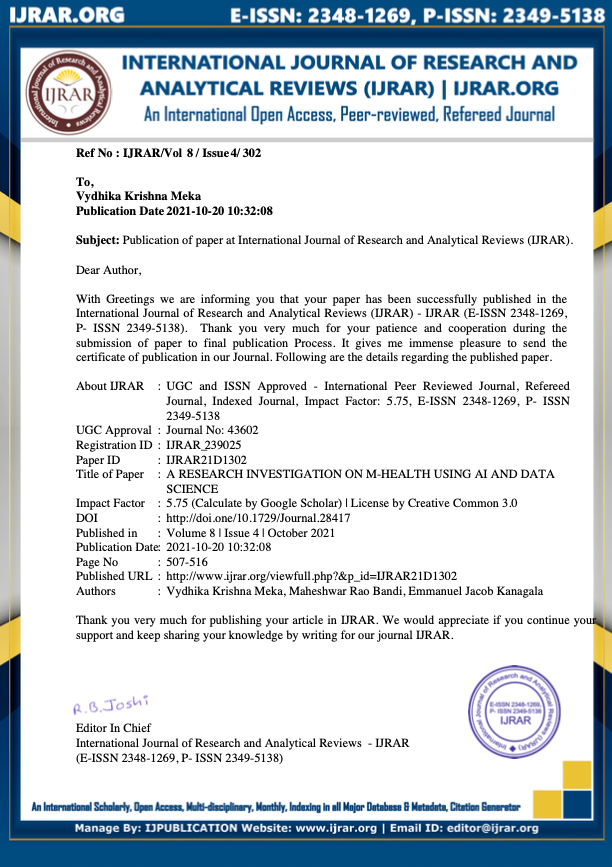 IJRAR.ORG E-ISSN: 2348-1269, P-ISSN: 2349-5138
INTERNATIONAL JOURNAL OF RESEARCH AND
ANALYTICAL REVIEWS (IJRAR) | IJRAR.ORG
An International Open Access, Peer-reviewed, Refereed Journal
International Journal of Research and Analytical Reviews (IJRAR)
IJRAR
Ref No : IJRAR/Vol 8 / Issue 4/ 302
To,
Vydhika Krishna Meka
Publication Date 2021-10-20 10:32:08
Subject: Publication of paper at International Journal of Research and Analytical Reviews (IJRAR).
Dear Author,
With Greetings we are informing you that your paper has been successfully published in the
International Journal of Research and Analytical Reviews (IJRAR) - IJRAR (E-ISSN 2348-1269,
P- ISSN 2349-5138). Thank you very much for your patience and cooperation during the
submission of paper to final publication Process. It gives me immense pleasure to send the
certificate of publication in our Journal. Following are the details regarding the published paper.
About IJRAR : UGC and ISSN Approved - International Peer Reviewed Journal, Refereed
Journal, Indexed Journal, Impact Factor: 5.75, E-ISSN 2348-1269, P- ISSN
2349-5138
UGC Approval : Journal No: 43602
Registration ID : IJRAR_239025
Paper ID : IJRAR21D1302
Title of Paper : A RESEARCH INVESTIGATION ON M-HEALTH USING AI AND DATA
SCIENCE
Impact Factor : 5.75 (Calculate by Google Scholar) | License by Creative Common 3.0
DOI : http://doi.one/10.1729/Journal.28417
Published in : Volume 8 | Issue 4 | October 2021
Publication Date: 2021-10-20 10:32:08
Page No : 507-516
Published URL : http://www.ijrar.org/viewfull.php?&p_id=IJRAR21D1302
Authors : Vydhika Krishna Meka, Maheshwar Rao Bandi, Emmanuel Jacob Kanagala
Thank you very much for publishing your article in IJRAR. We would appreciate if you continue your
support and keep sharing your knowledge by writing for our journal IJRAR.
R.B.Joshi
International Journal of Research and Analytical Reviews (IJRAR)
E-ISSN 2348-1269,
P- ISSN 2349-5138
IJRAR
Editor In Chief
International Journal of Research and Analytical Reviews - IJRAR
(E-ISSN 2348-1269, P- ISSN 2349-5138)
An International Scholarly, Open Access, Multi-disciplinary, Monthly, Indexing in all Major Database & Metadata, Citation Generator
Manage By: IJPUBLICATION Website: www.ijrar.org | Email ID: editor@ijrar.org